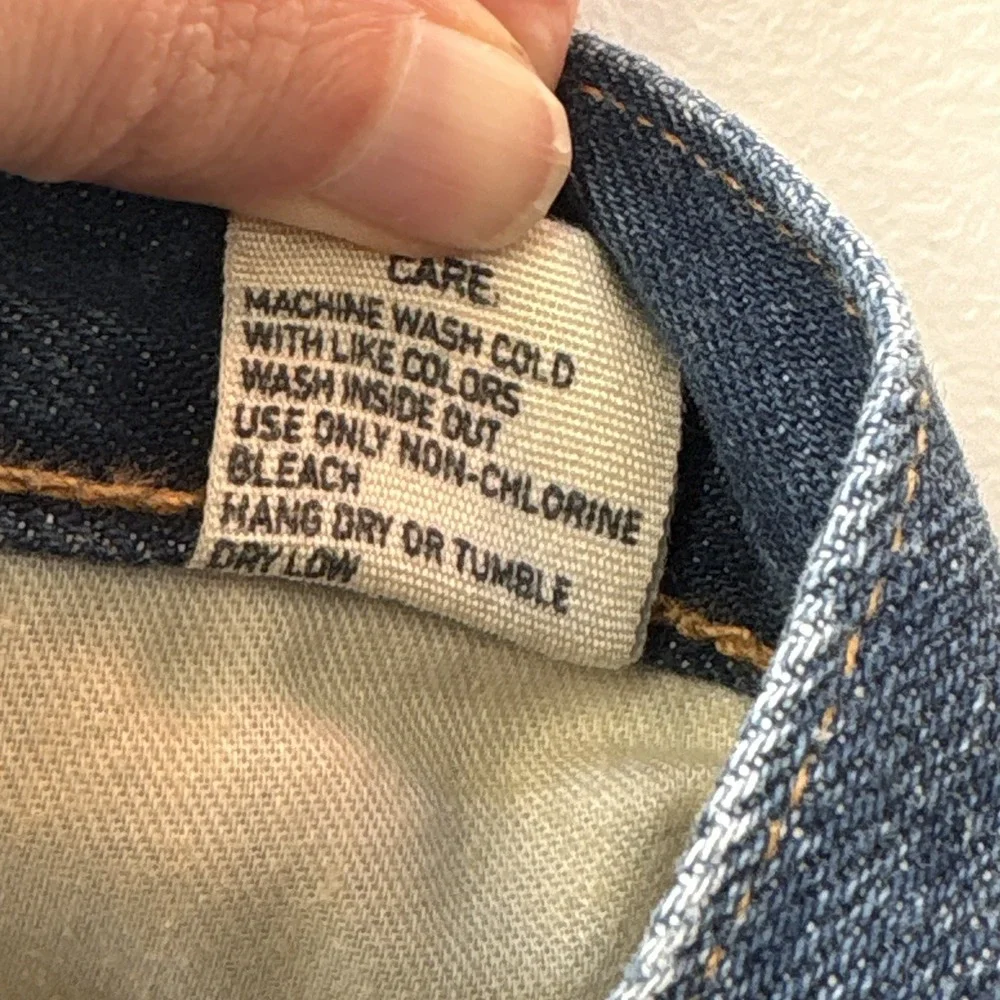 CARE:
MACHINE WASH COLD
WITH LIKE COLORS
WASH INSIDE OUT
USE ONLY NON-CHLORINE
BLEACH
HANG DRY OR TUMBLE
DRY LOW